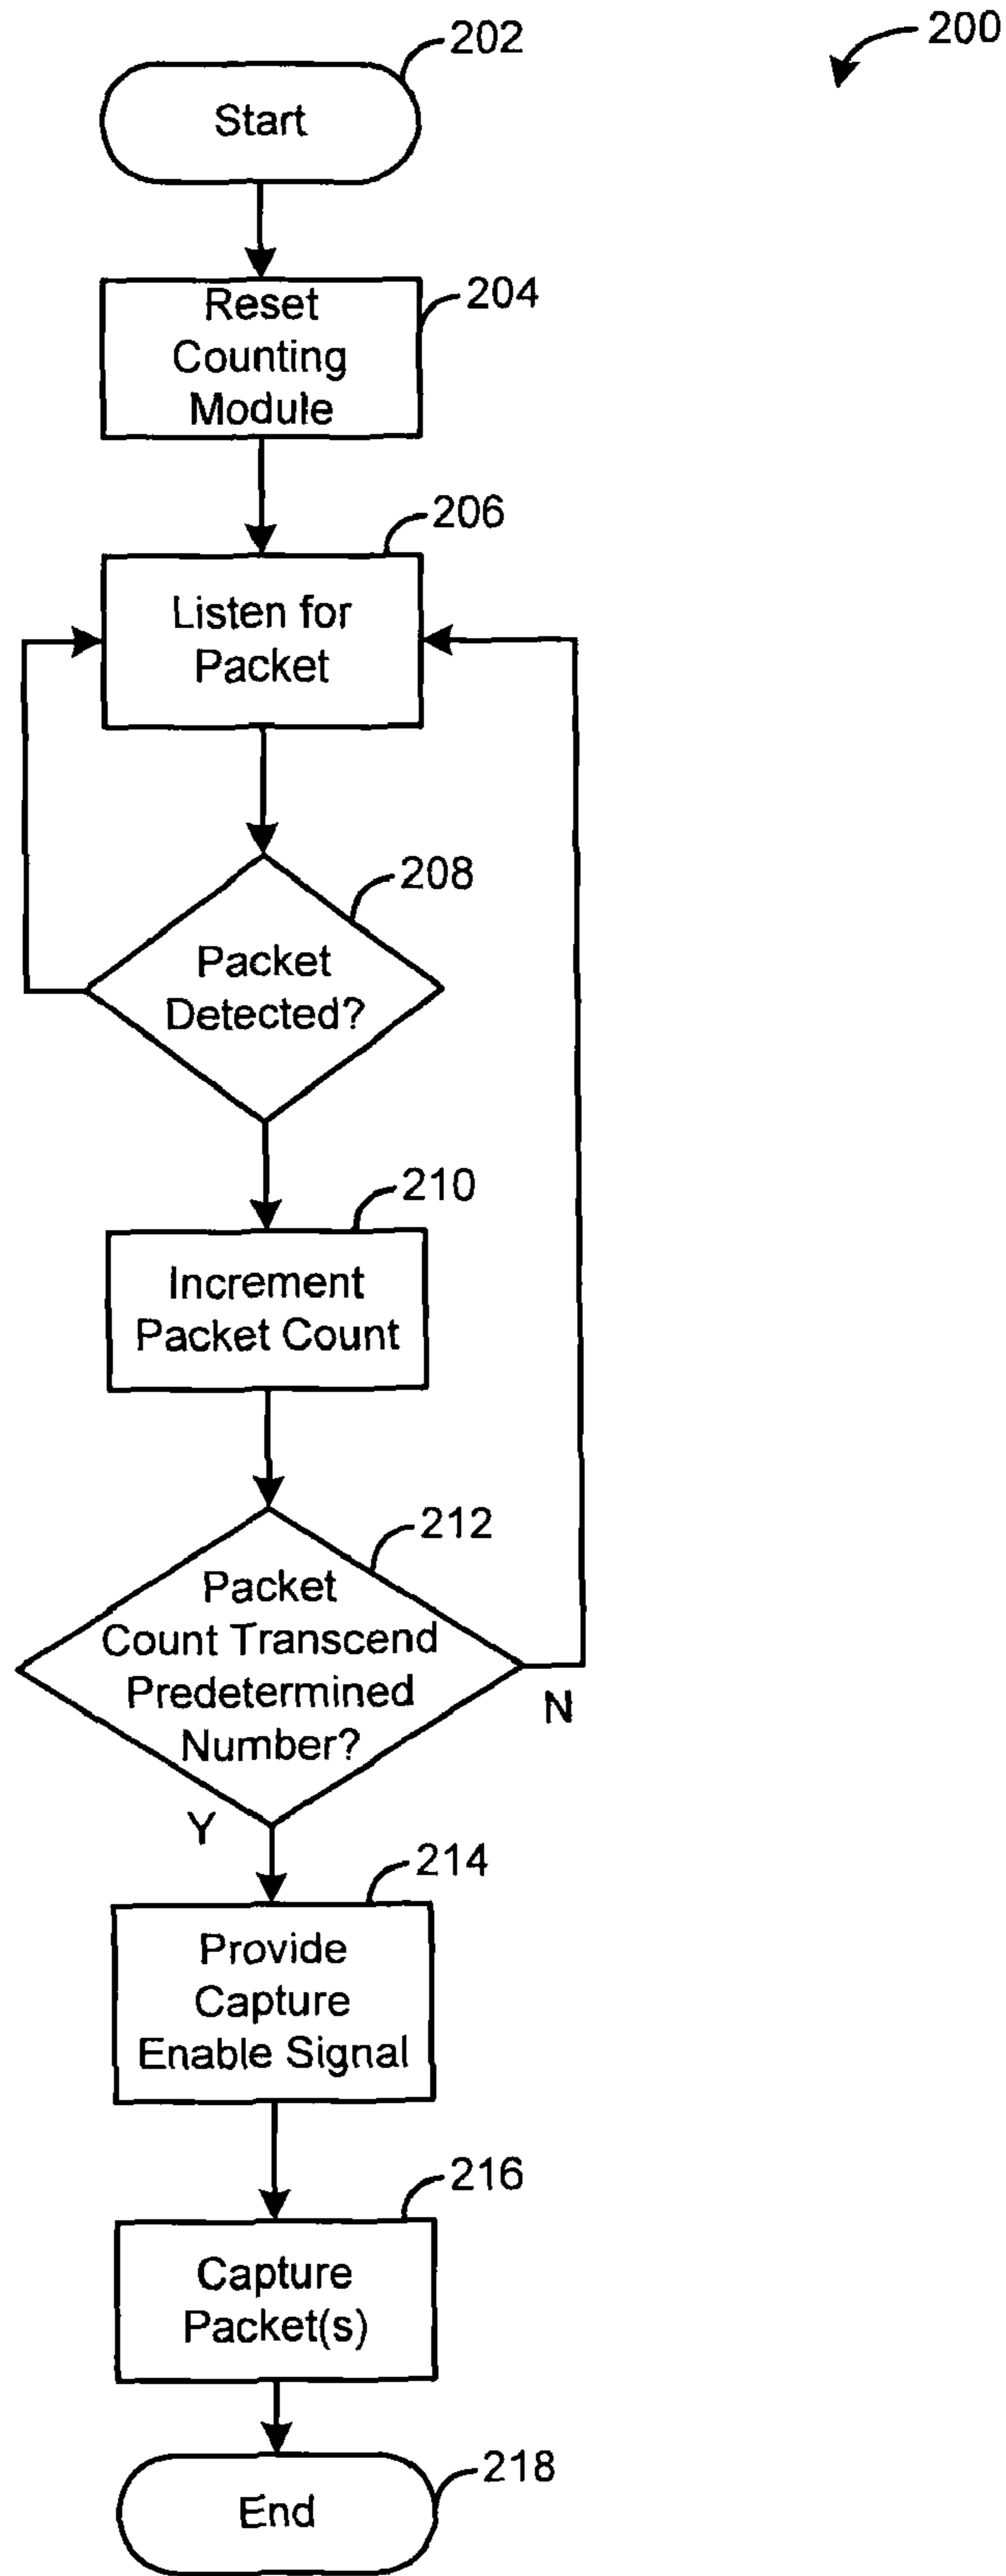 200
202
Start
204
Reset
Counting
Module
206
Listen for
Packet
208
Packet
Detected?
210
Increment
Packet Count
212
Packet
Count Transcend
Predetermined
Number?
N
Y
214
Provide
Capture
Enable Signal
216
Capture
Packet(s)
218
End